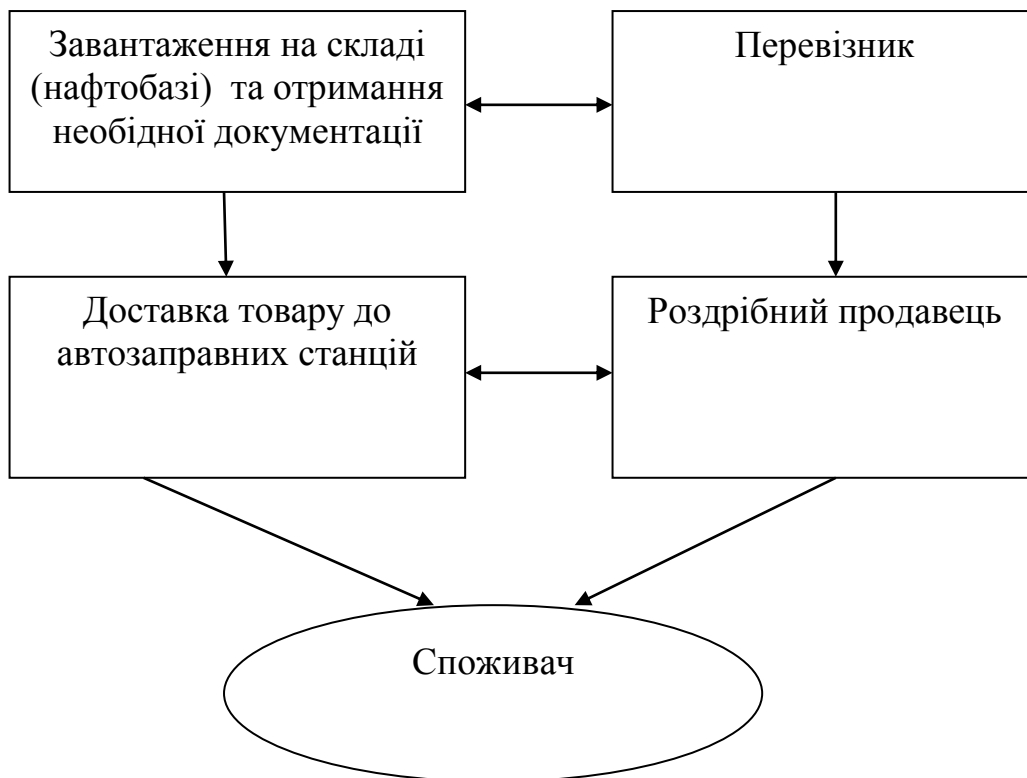 Завантаження на складі
(нафтобазі) та отримання
необідної документації
Перевізник
Доставка товару до
автозаправних станцій
Роздрібний продавець
Споживач